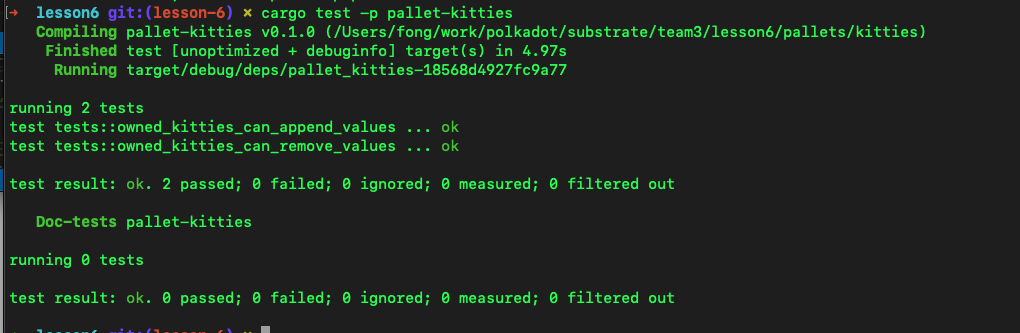 [→ lesson6 git:(lesson-6) × cargo test -p pallet-kitties
Compiling pallet-kitties v0.1.0 (/Users/fong/work/polkadot/substrate/team3/lesson6/pallets/kitties)
Finished test [unoptimized + debuginfo] target(s) in 4.97s
Running target/debug/deps/pallet_kitties-18568d4927fc9a77
running 2 tests
test tests::owned_kitties_can_append_values ... ok
test tests::owned_kitties_can_remove_values ... ok
test result: ok. 2 passed; 0 failed; 0 ignored; 0 measured; 0 filtered out
Doc-tests pallet-kitties
running 0 tests
test result: ok. 0 passed; 0 failed; 0 ignored; 0 measured; 0 filtered out
→ lesson6 git:(lesson-6) ×